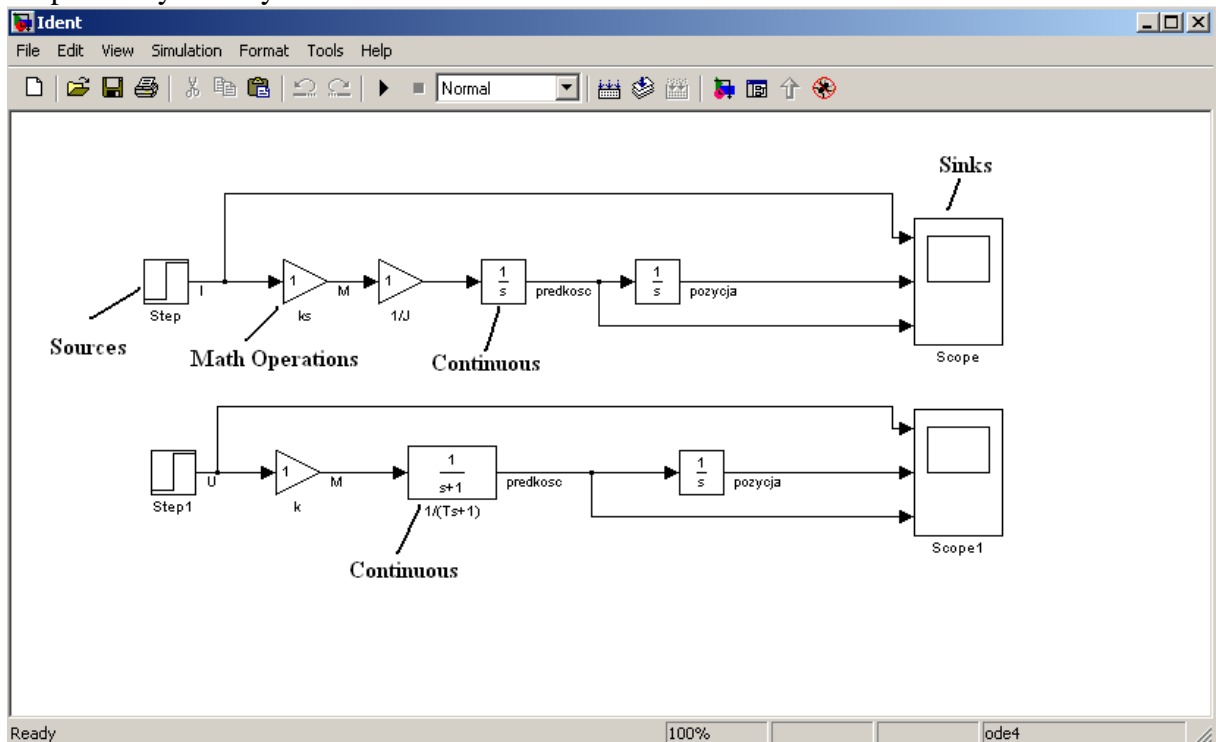 Ident
File Edit View Simulation Format Tools Help
Normal
Sinks
1 1 1 1
I M s predkosc s pozycja
Step ks 1/J
Scope
Sources Math Operations Continuous
1 1 1
U M s+1 predkosc s pozycja
Step1 k 1/(Ts+1)
Scope1
Continuous
Ready 100% ode4